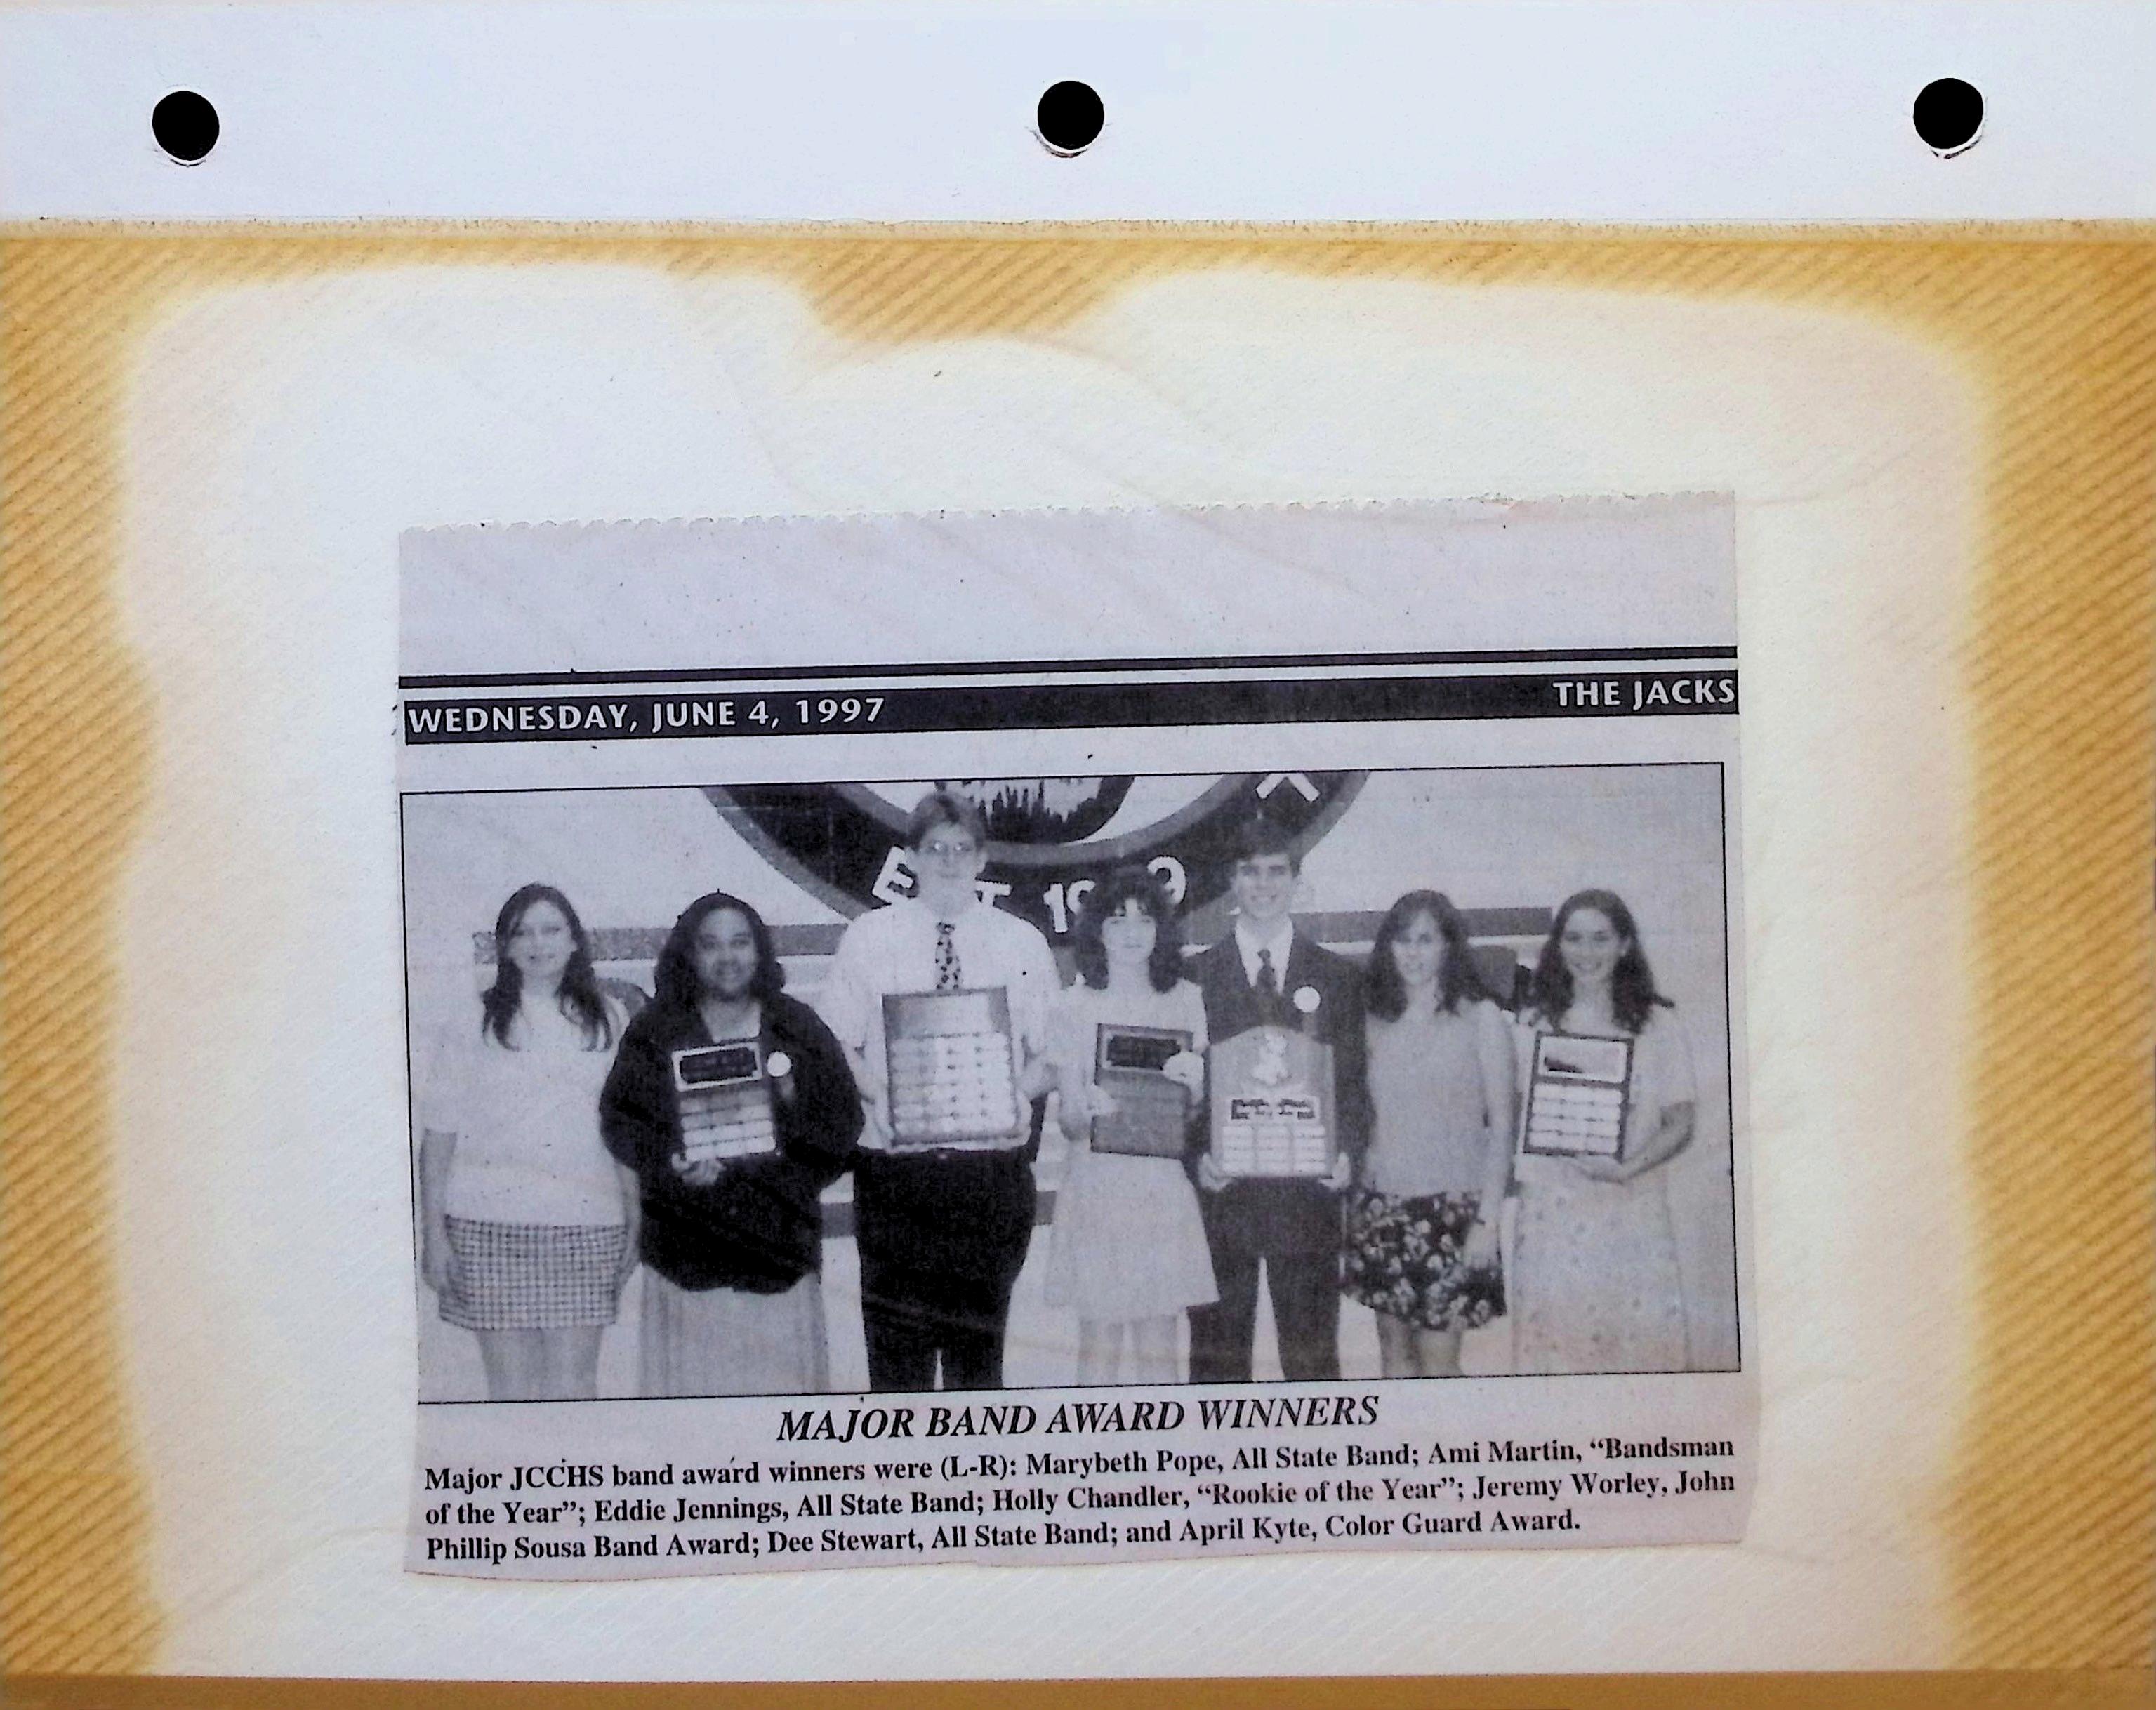 WEDNESDAY, JUNE 4, 1997
THE JACKS
MAJOR BAND AWARD WINNERS
Major JCCHS band award winners were (L-R): Marybeth Pope, All State Band; Ami Martin, “Bandsman
of the Year”; Eddie Jennings, All State Band; Holly Chandler, “Rookie of the Year”; Jeremy Worley, John
Phillip Sousa Band Award; Dee Stewart, All State Band; and April Kyte, Color Guard Award.